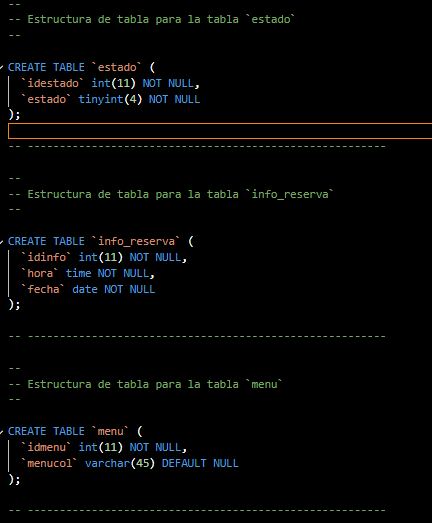 --
-- Estructura de tabla para la tabla `estado`
--
CREATE TABLE `estado` (
  `idestado` int(11) NOT NULL,
  `estado` tinyint(4) NOT NULL
);
-- --------------------------------------------------------
--
-- Estructura de tabla para la tabla `info_reserva`
--
CREATE TABLE `info_reserva` (
  `idinfo` int(11) NOT NULL,
  `hora` time NOT NULL,
  `fecha` date NOT NULL
);
-- --------------------------------------------------------
--
-- Estructura de tabla para la tabla `menu`
--
CREATE TABLE `menu` (
  `idmenu` int(11) NOT NULL,
  `menucol` varchar(45) DEFAULT NULL
);
-- --------------------------------------------------------